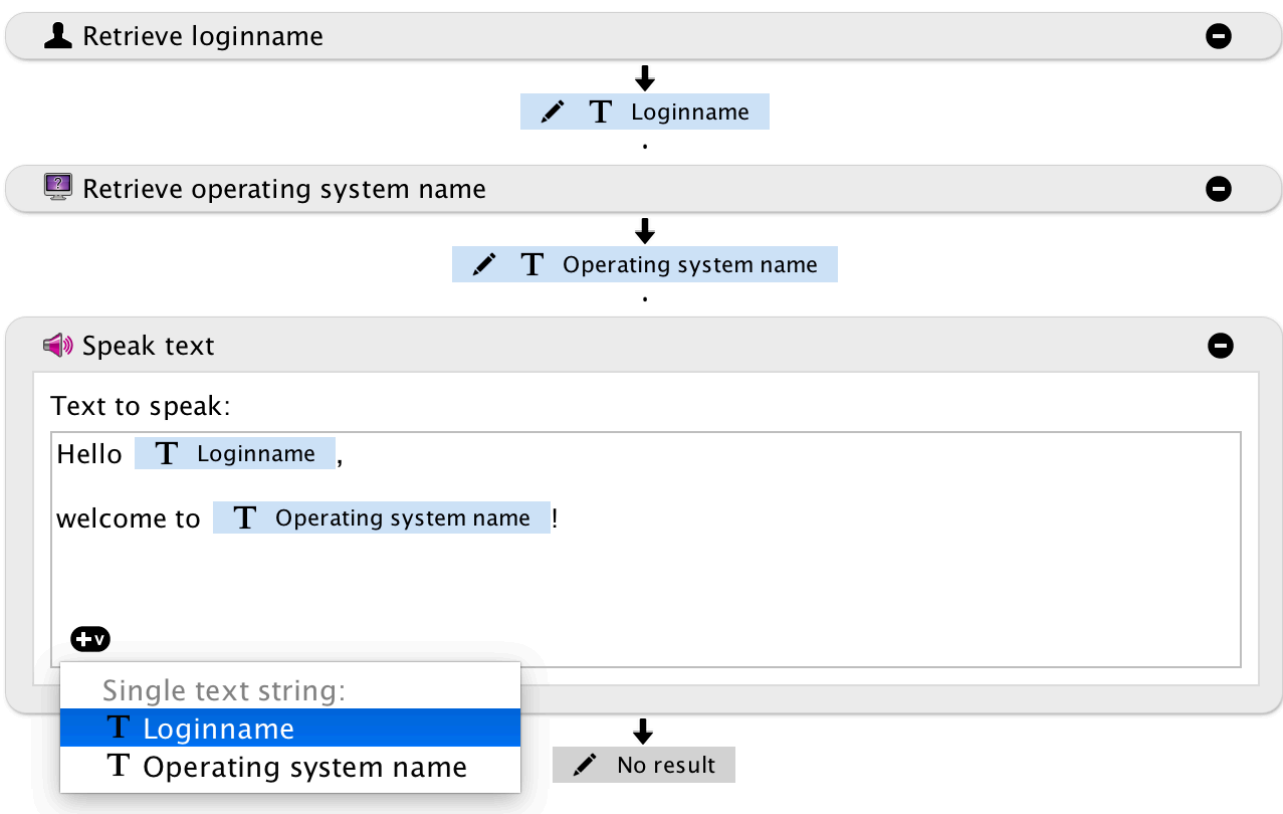 Retrieve loginname
T Loginname
Retrieve operating system name
T Operating system name
Speak text
Text to speak:
Hello T Loginname ,
welcome to T Operating system name !
+v
Single text string:
T Loginname
T Operating system name
No result